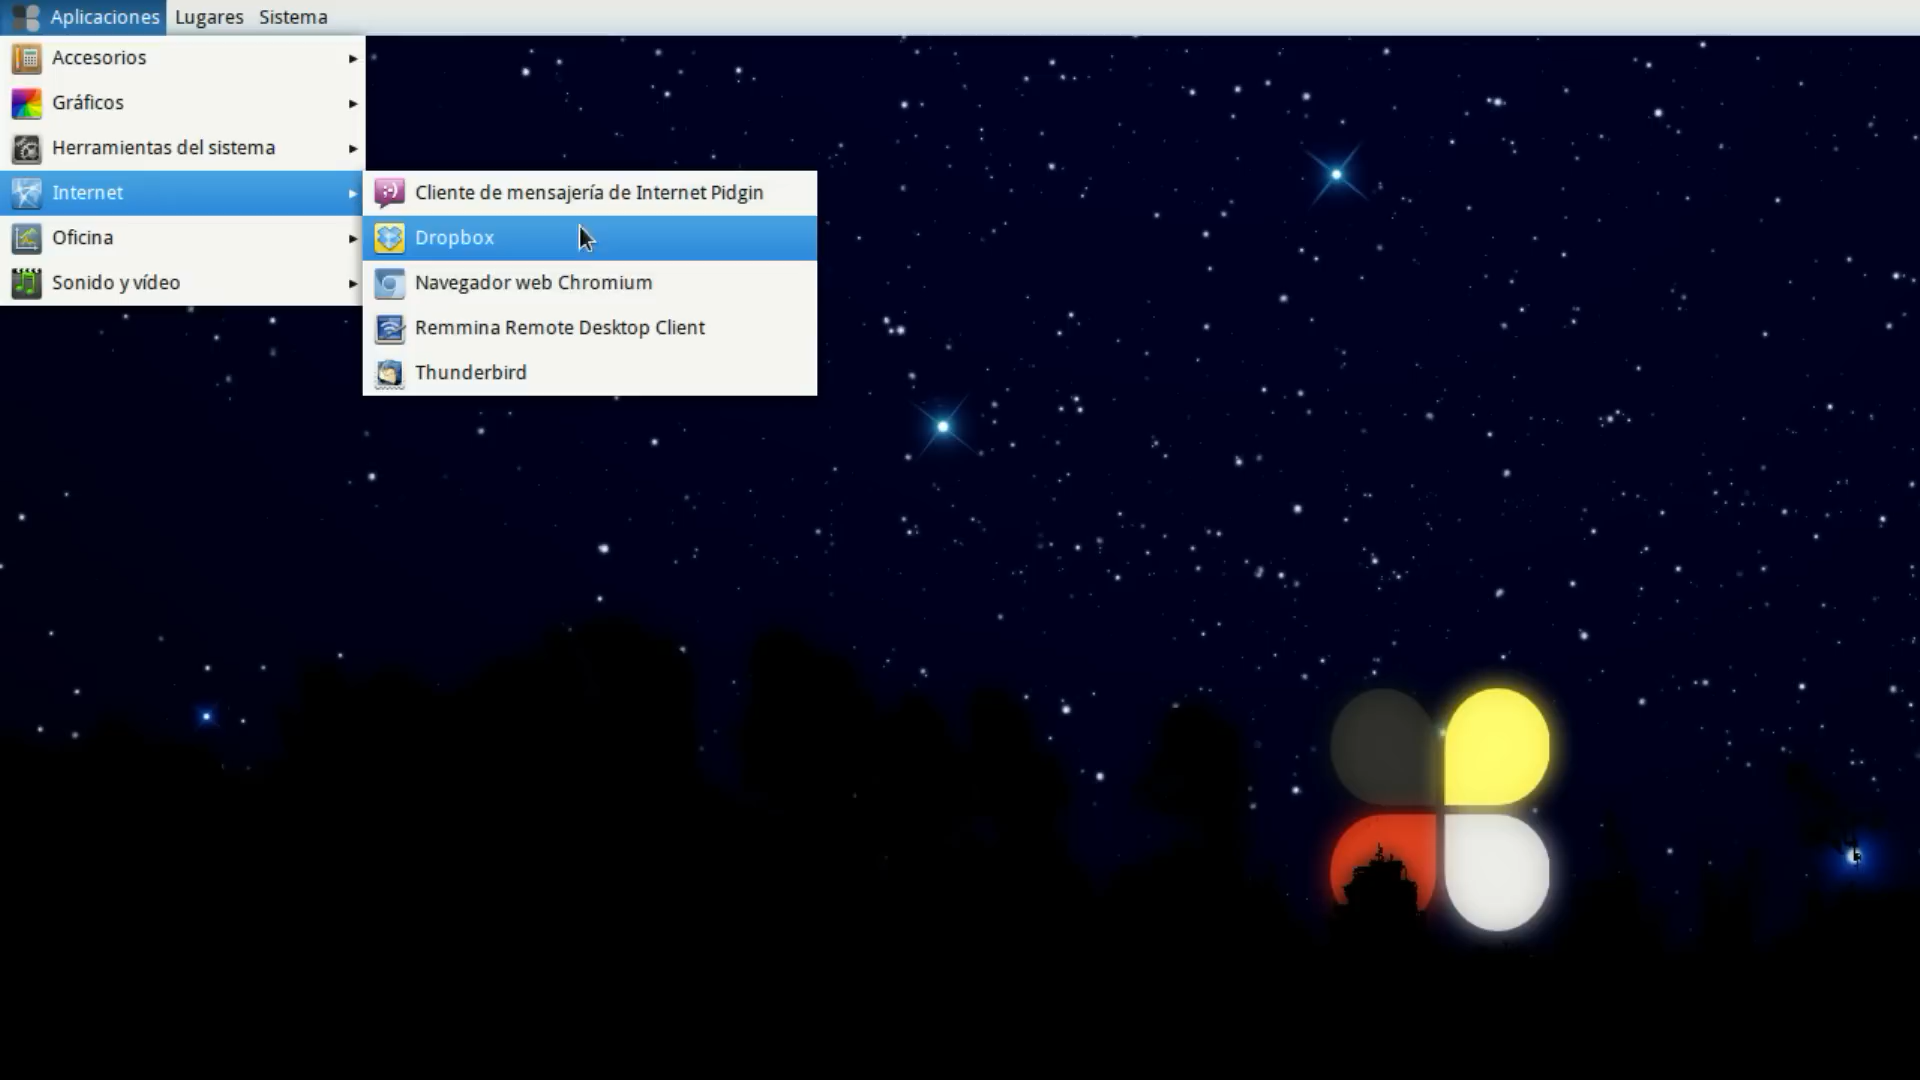 Aplicaciones Lugares Sistema
Accesorios
Gráficos
Herramientas del sistema
Internet
Oficina
Sonido y vídeo
Cliente de mensajería de Internet Pidgin
Dropbox
Navegador web Chromium
Remmina Remote Desktop Client
Thunderbird